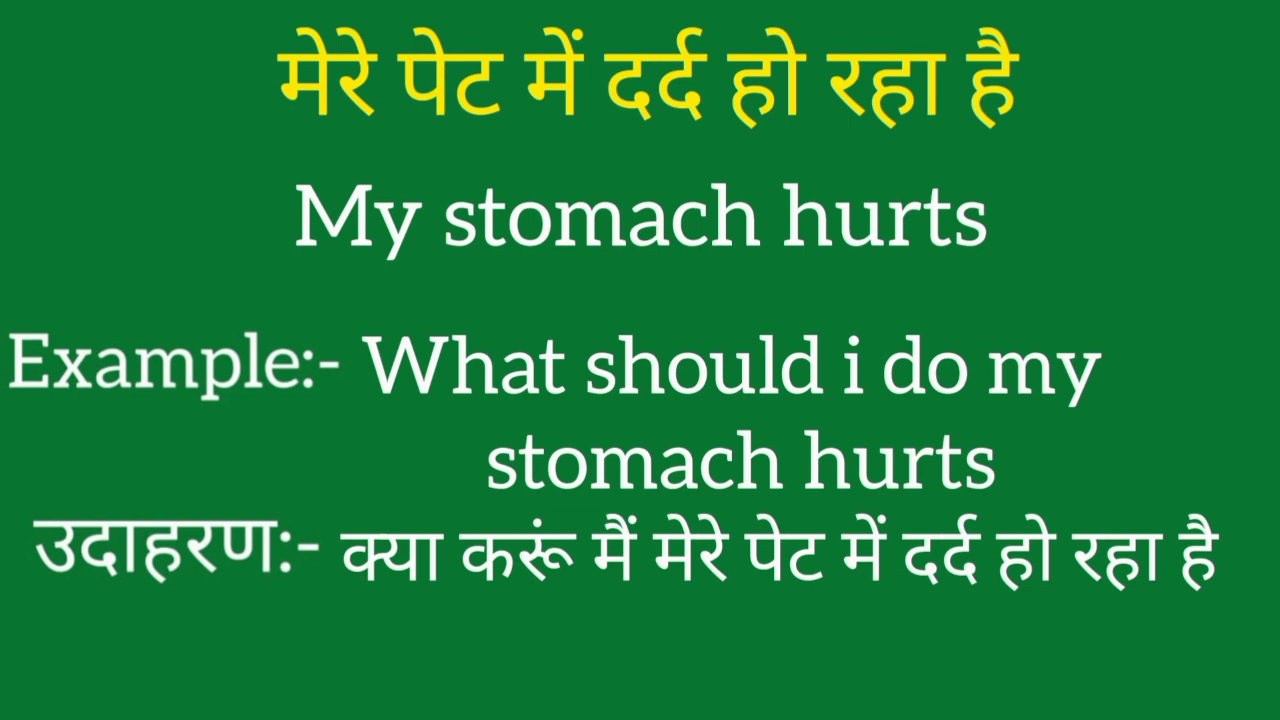 मेरे पेट में दर्द हो रहा है
My stomach hurts
Example:- What should i do my
stomach hurts
उदाहरण:- क्या करूं मैं मेरे पेट में दर्द हो रहा है